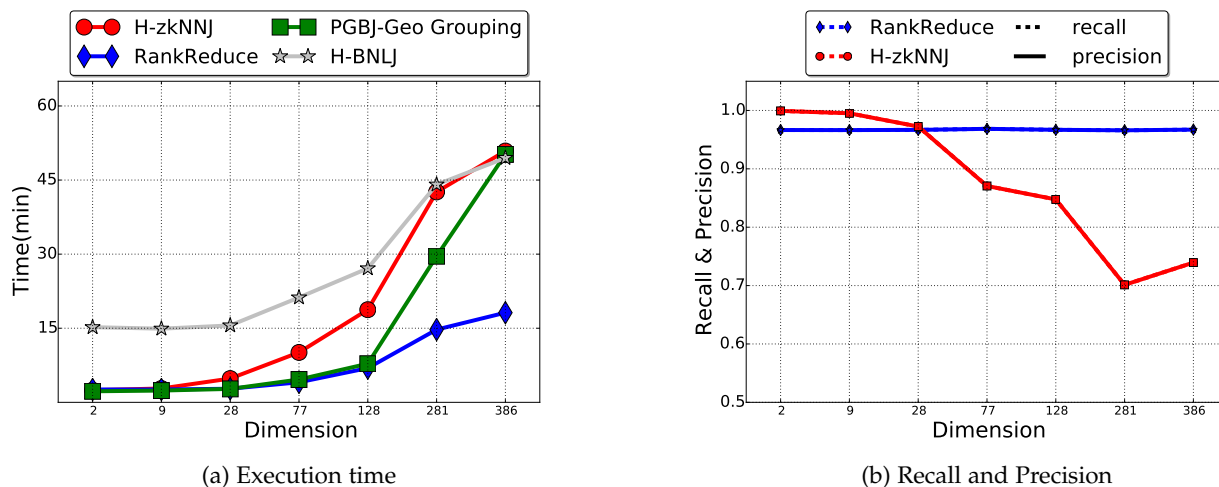 H-zkNNJ PGBJ-Geo Grouping
RankReduce H-BNLJ
60
45
30
15
Time(min)
2 9 28 77 128 281 386
Dimension
(a) Execution time
RankReduce recall
H-zkNNJ precision
1.0
0.9
0.8
0.7
0.6
0.5
Recall & Precision
2 9 28 77 128 281 386
Dimension
(b) Recall and Precision